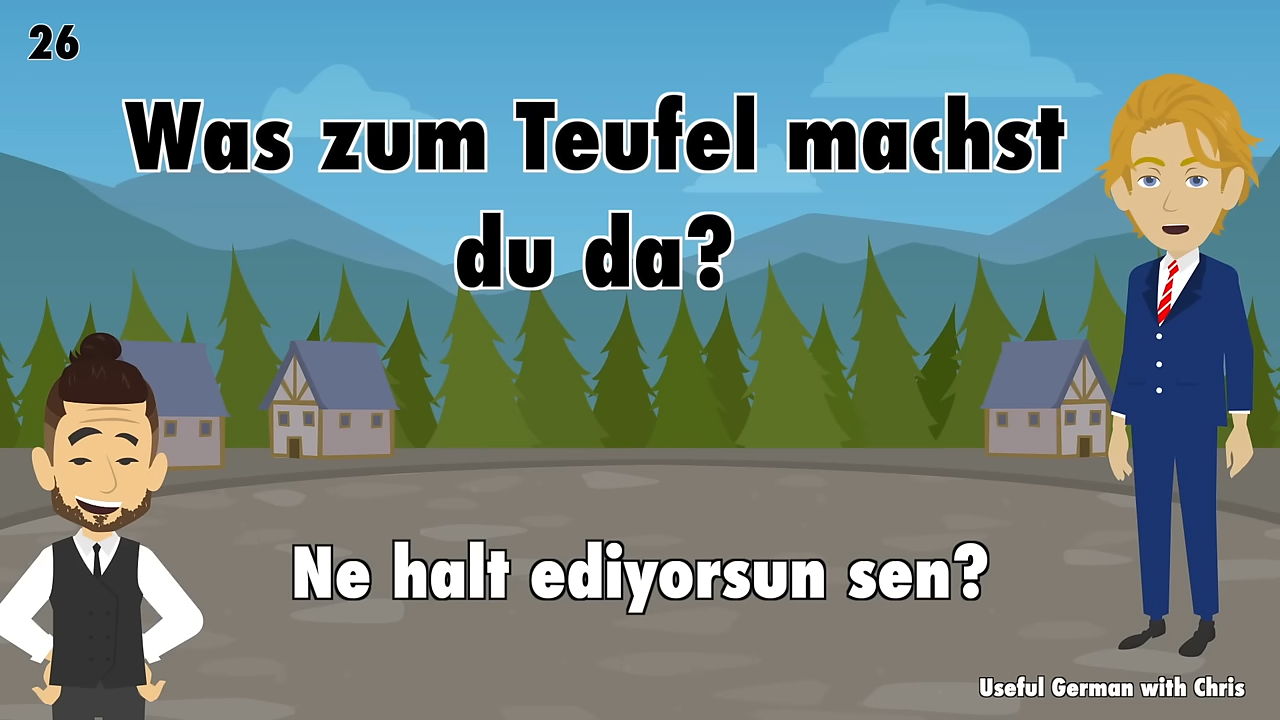 26
Was zum Teufel machst
du da?
Ne halt ediyorsun sen?
Useful German with Chris